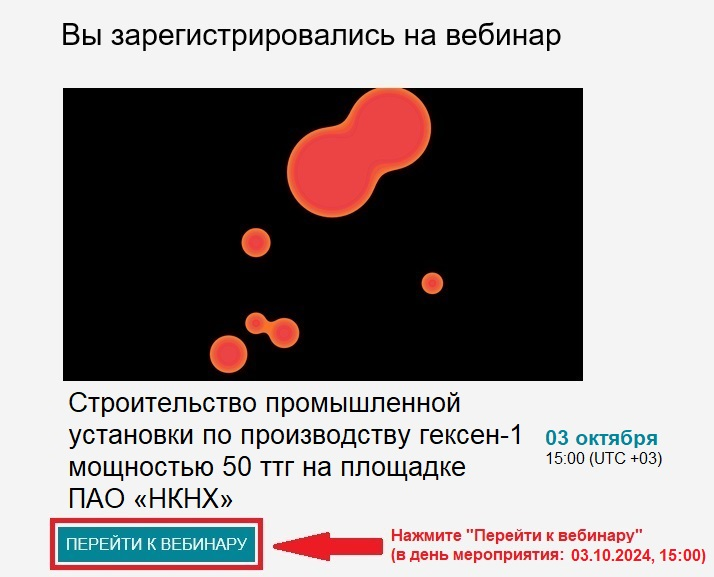 Вы зарегистрировались на вебинар
Строительство промышленной
установки по производству гексен-1
мощностью 50 ттг на площадке
ПАО «НКНХ»
03 октября
15:00 (UTC +03)
ПЕРЕЙТИ К ВЕБИНАРУ
Нажмите "Перейти к вебинару"
(в день мероприятия: 03.10.2024, 15:00)